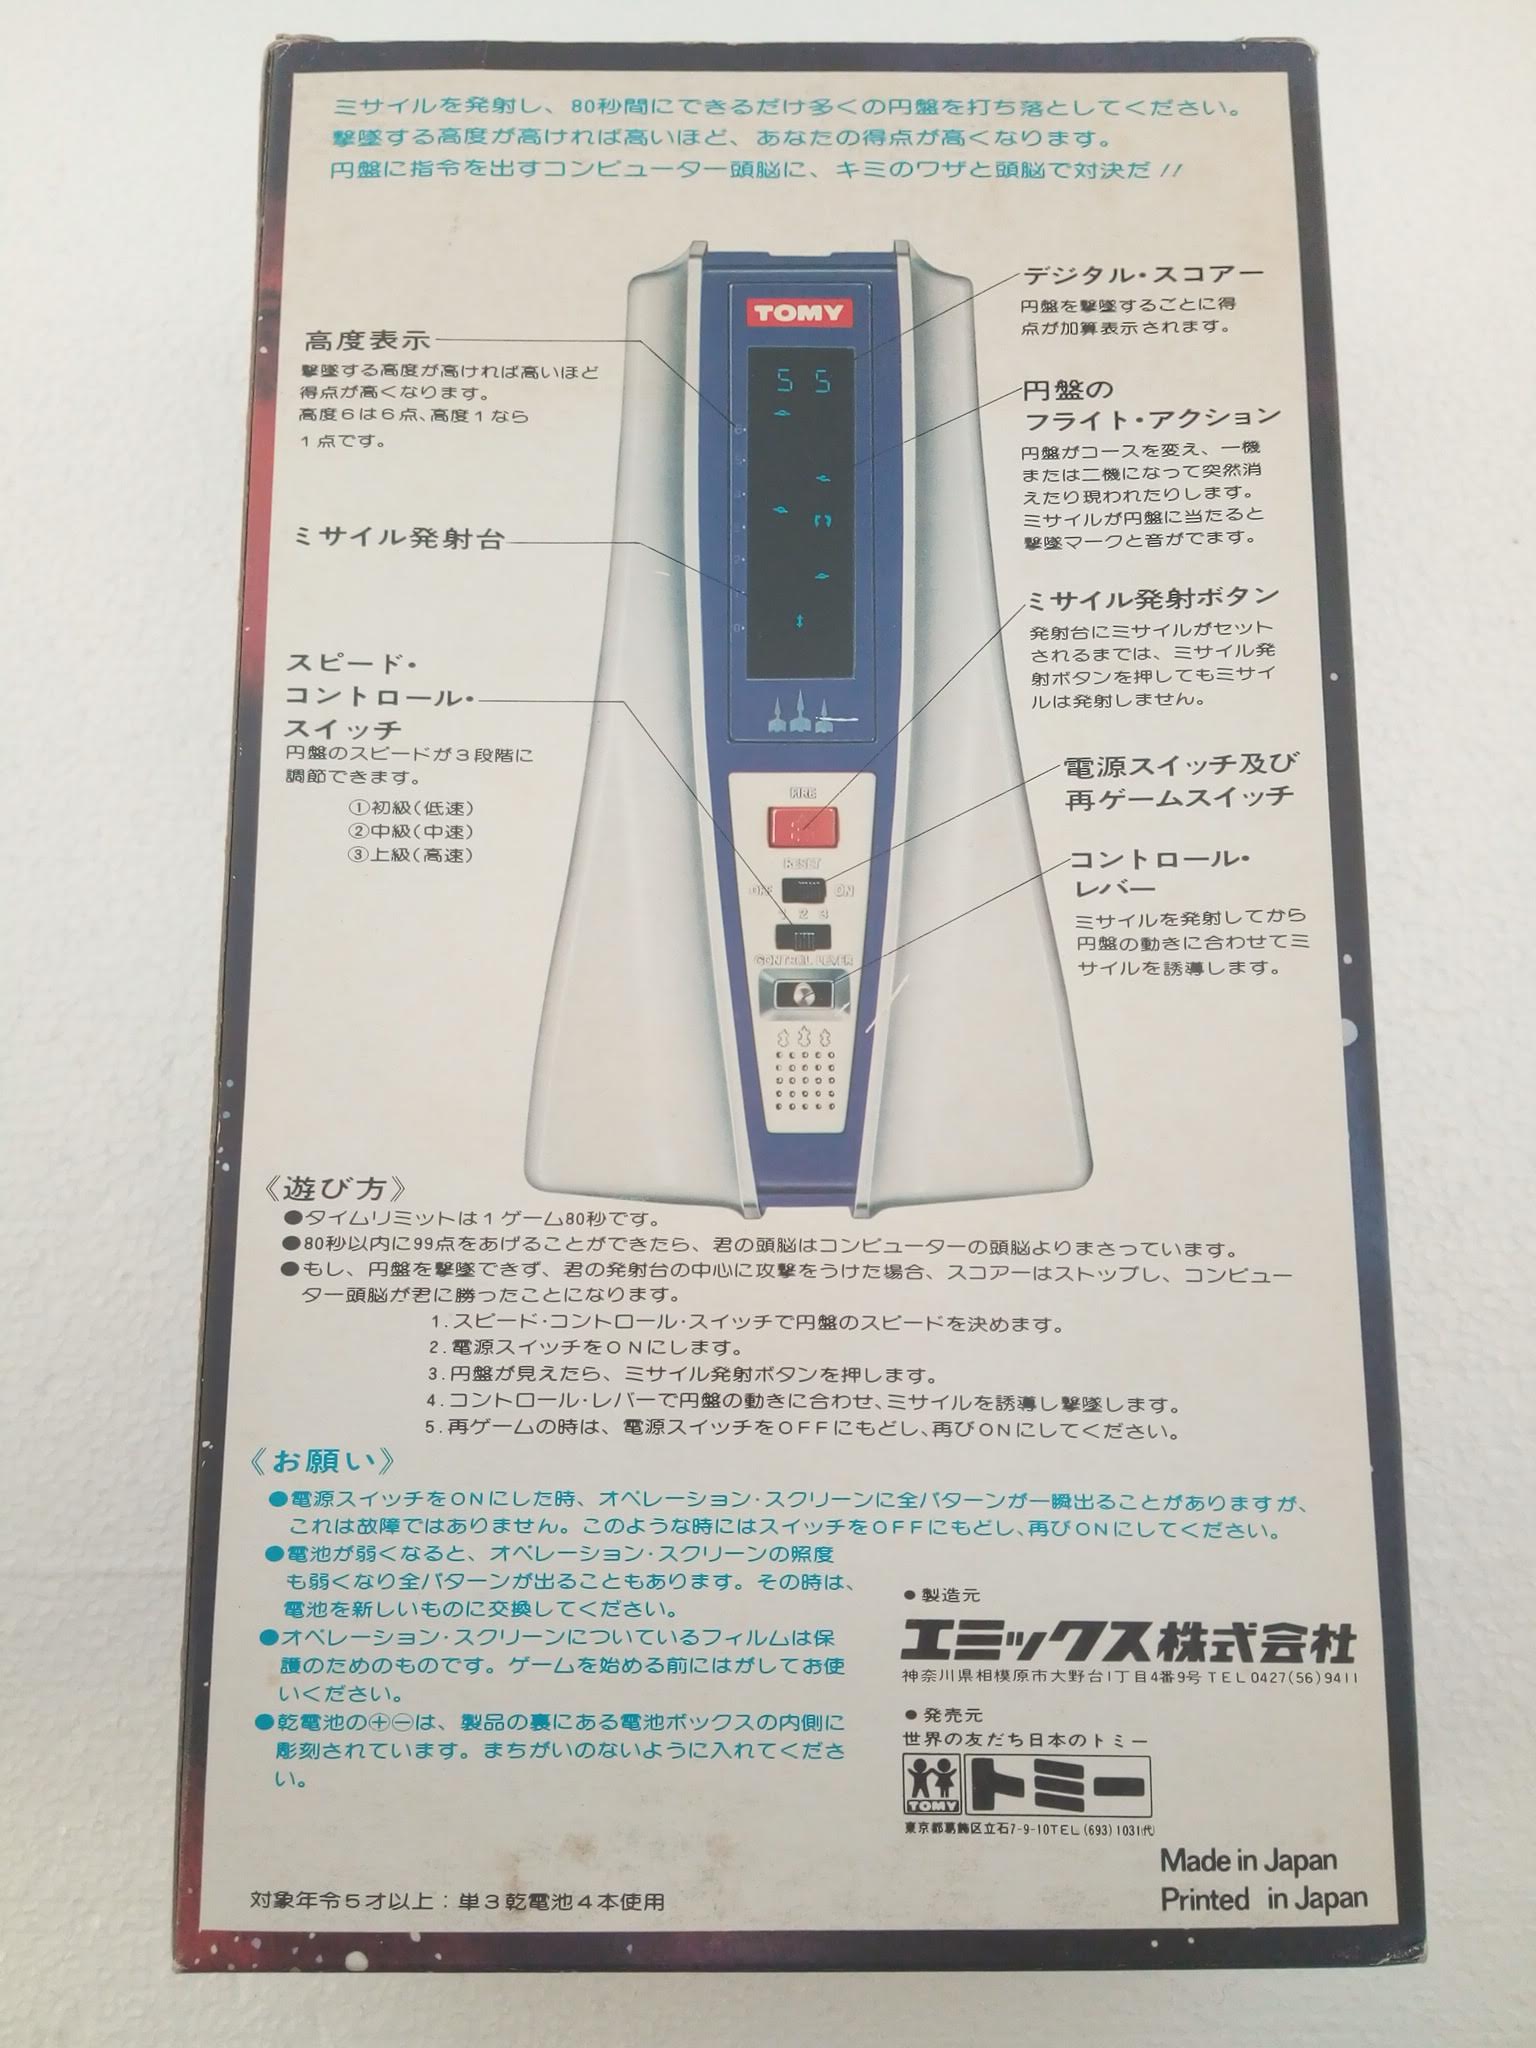 ミサイルを発射し、80秒間にできるだけ多くの円盤を打ち落としてください。
撃墜する高度が高ければ高いほど、あなたの得点が高くなります。
円盤に指令を出すコンピューター頭脳に、キミのワザと頭脳で対決だ!!
高度表示
撃墜する高度が高ければ高いほど
得点が高くなります。
高度6は6点、高度1なら
1点です。
ミサイル発射台
スピード・
コントロール・
スイッチ
円盤のスピードが3段階に
調節できます。
①初級(低速)
②中級(中速)
③上級(高速)
TOMY
55
FIRE
RESET
OFF ON
1 2 3
CONTROL LEVER
デジタル・スコアー
円盤を撃墜するごとに得
点が加算表示されます。
円盤の
フライト・アクション
円盤がコースを変え、一機
または二機になって突然消
えたり現われたりします。
ミサイルが円盤に当たると
撃墜マークと音がでます。
ミサイル発射ボタン
発射台にミサイルがセット
されるまでは、ミサイル発
射ボタンを押してもミサイ
ルは発射しません。
電源スイッチ及び
再ゲームスイッチ
コントロール・
レバー
ミサイルを発射してから
円盤の動きに合わせてミ
サイルを誘導します。
《遊び方》
●タイムリミットは1ゲーム80秒です。
●80秒以内に99点をあげることができたら、君の頭脳はコンピューターの頭脳よりまさっています。
●もし、円盤を撃墜できず、君の発射台の中心に攻撃をうけた場合、スコアーはストップし、コンピュー
ター頭脳が君に勝ったことになります。
1.スピード・コントロール・スイッチで円盤のスピードを決めます。
2.電源スイッチをONにします。
3.円盤が見えたら、ミサイル発射ボタンを押します。
4.コントロール・レバーで円盤の動きに合わせ、ミサイルを誘導し撃墜します。
5.再ゲームの時は、電源スイッチをOFFにもどし、再びONにしてください。
《お願い》
●電源スイッチをONにした時、オペレーション・スクリーンに全パターンが一瞬出ることがありますが、
これは故障ではありません。このような時にはスイッチをOFFにもどし、再びONにしてください。
●電池が弱くなると、オペレーション・スクリーンの照度
も弱くなり全パターンが出ることもあります。その時は、
電池を新しいものに交換してください。
●オペレーション・スクリーンについているフィルムは保
護のためのものです。ゲームを始める前にはがしてお使
いください。
●乾電池の⊕⊖は、製品の裏にある電池ボックスの内側に
彫刻されています。まちがいのないように入れてくださ
い。
●製造元
エミックス株式会社
神奈川県相模原市大野台1丁目4番9号 TEL0427(56)9411
●発売元
世界の友だち日本のトミー
TOMY トミー
東京都葛飾区立石7-9-10TEL(693)1031(代)
Made in Japan
Printed in Japan
対象年令5才以上:単3乾電池4本使用